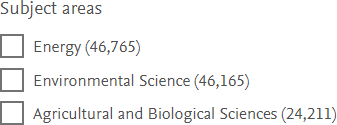 Subject areas
Energy (46,765)
Environmental Science (46,165)
Agricultural and Biological Sciences (24,211)